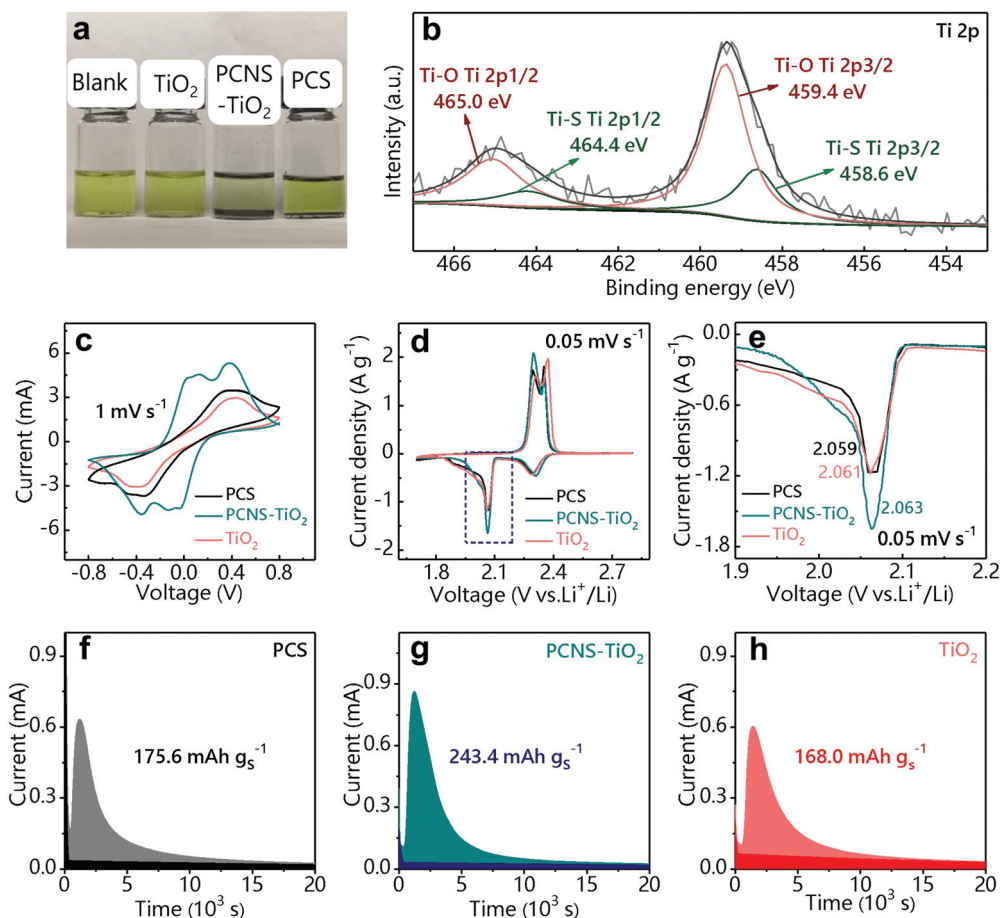 a
Blank
TiO₂
PCNS
-TiO₂
PCS
b
Ti 2p
Ti-O Ti 2p1/2
465.0 eV
Ti-S Ti 2p1/2
464.4 eV
Ti-O Ti 2p3/2
459.4 eV
Ti-S Ti 2p3/2
458.6 eV
Intensity (a.u.)
466 464 462 460 458 456 454
Binding energy (eV)
c
1 mV s⁻¹
PCS
PCNS-TiO₂
TiO₂
6
3
0
-3
-6
Current (mA)
-0.8 -0.4 0.0 0.4 0.8
Voltage (V)
d
0.05 mV s⁻¹
PCS
PCNS-TiO₂
TiO₂
2
1
0
-1
-2
Current density (A g⁻¹)
1.8 2.1 2.4 2.7
Voltage (V vs.Li⁺/Li)
e
2.059
2.061
2.063
PCS
PCNS-TiO₂
TiO₂
0.05 mV s⁻¹
0.0
-0.6
-1.2
-1.8
Current density (A g⁻¹)
1.9 2.0 2.1 2.2
Voltage (V vs.Li⁺/Li)
f
PCS
175.6 mAh gₛ⁻¹
0.9
0.6
0.3
0.0
Current (mA)
0 5 10 15 20
Time (10³ s)
g
PCNS-TiO₂
243.4 mAh gₛ⁻¹
0.9
0.6
0.3
0.0
Current (mA)
0 5 10 15 20
Time (10³ s)
h
TiO₂
168.0 mAh gₛ⁻¹
0.9
0.6
0.3
0.0
Current (mA)
0 5 10 15 20
Time (10³ s)